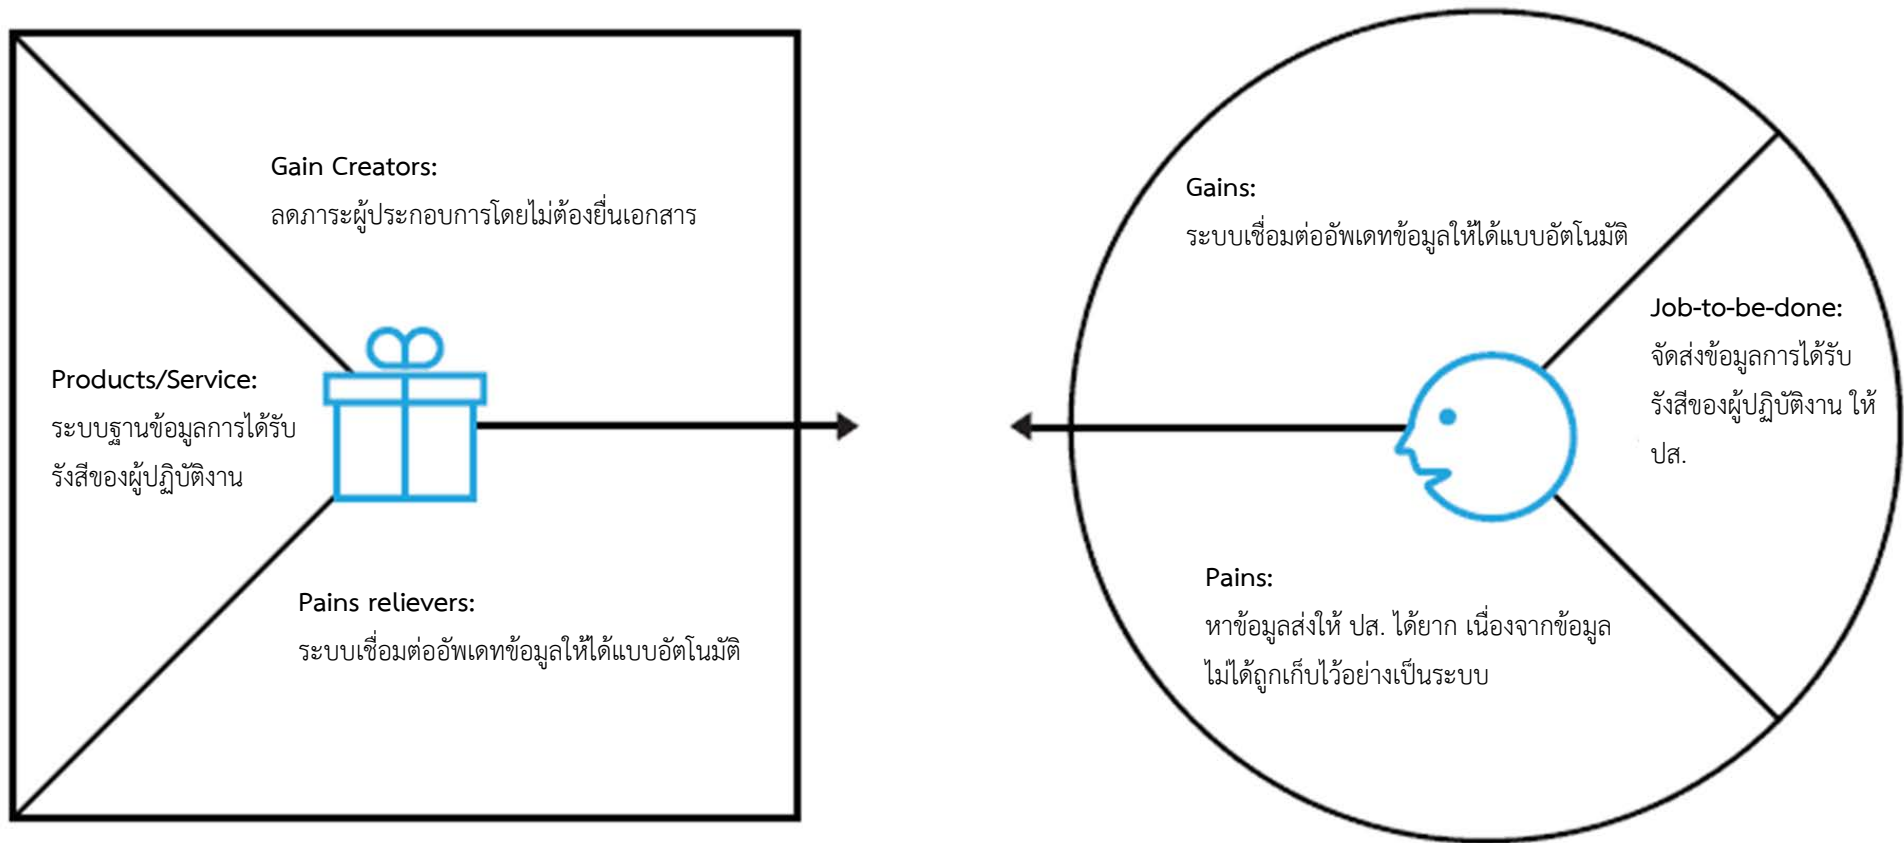 Gain Creators:
ลดภาระผู้ประกอบการโดยไม่ต้องยื่นเอกสาร
Products/Service:
ระบบฐานข้อมูลการได้รับ
รังสีของผู้ปฏิบัติงาน
Pains relievers:
ระบบเชื่อมต่ออัพเดทข้อมูลให้ได้แบบอัตโนมัติ
Gains:
ระบบเชื่อมต่ออัพเดทข้อมูลให้ได้แบบอัตโนมัติ
Job-to-be-done:
จัดส่งข้อมูลการได้รับ
รังสีของผู้ปฏิบัติงาน ให้
ปส.
Pains:
หาข้อมูลส่งให้ ปส. ได้ยาก เนื่องจากข้อมูล
ไม่ได้ถูกเก็บไว้อย่างเป็นระบบ